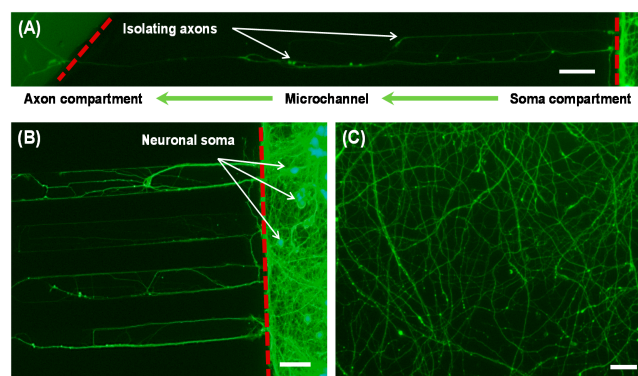 (A)
Isolating axons
Axon compartment Microchannel Soma compartment
(B)
Neuronal soma
(C)